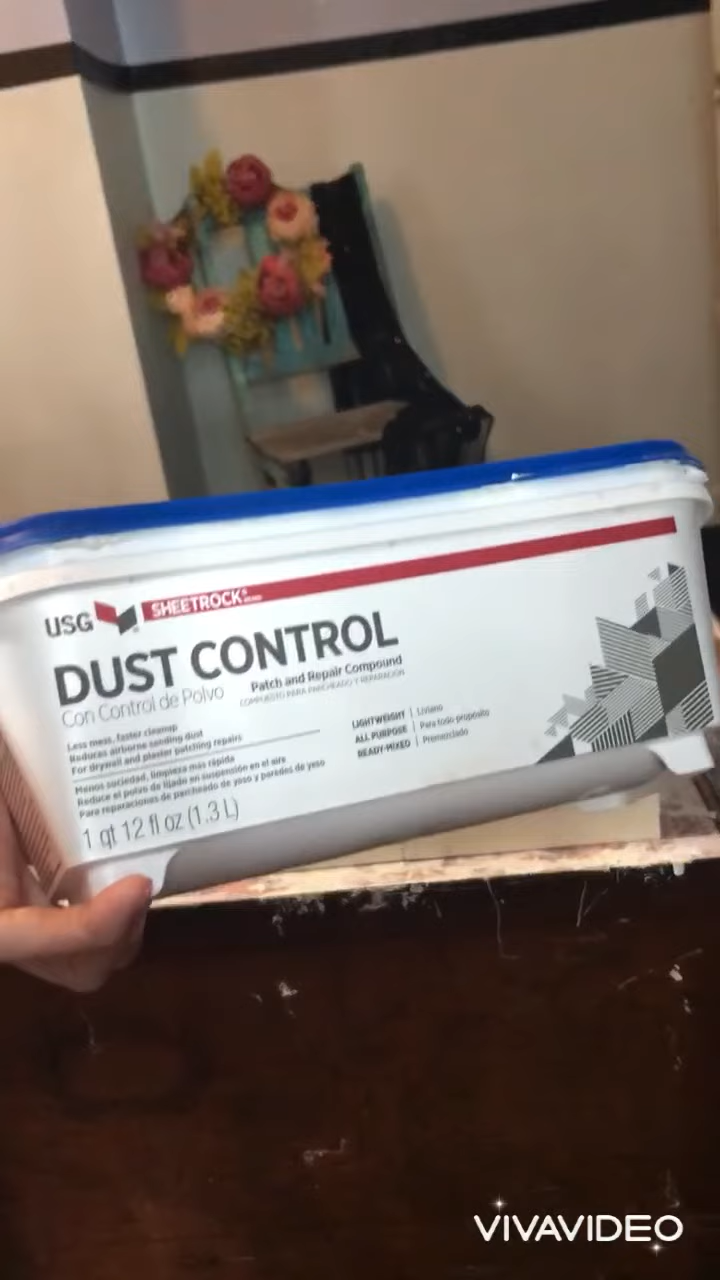 USG
SHEETROCK®
DUST CONTROL
Con Control de Polvo
Patch and Repair Compound
COMPUESTO PARA PARCHEADO Y REPARACIÓN
Less mess, faster cleanup
Reduces airborne sanding dust
For drywall and plaster patching repairs
Menos suciedad, limpieza más rápida
Reduce el polvo de lijado en suspensión en el aire
Para reparaciones de parcheado de yeso y paredes de yeso
LIGHTWEIGHT | Liviano
ALL PURPOSE | Para todo propósito
READY-MIXED | Premezclado
1 qt 12 fl oz (1.3 L)
VIVAVIDEO